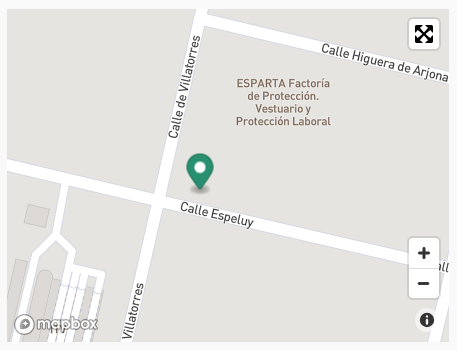 Calle Higuera de Arjona
Calle de Villatorres
ESPARTA Factoría
de Protección.
Vestuario y
Protección Laboral
Calle Espeluy
Villatorres
mapbox